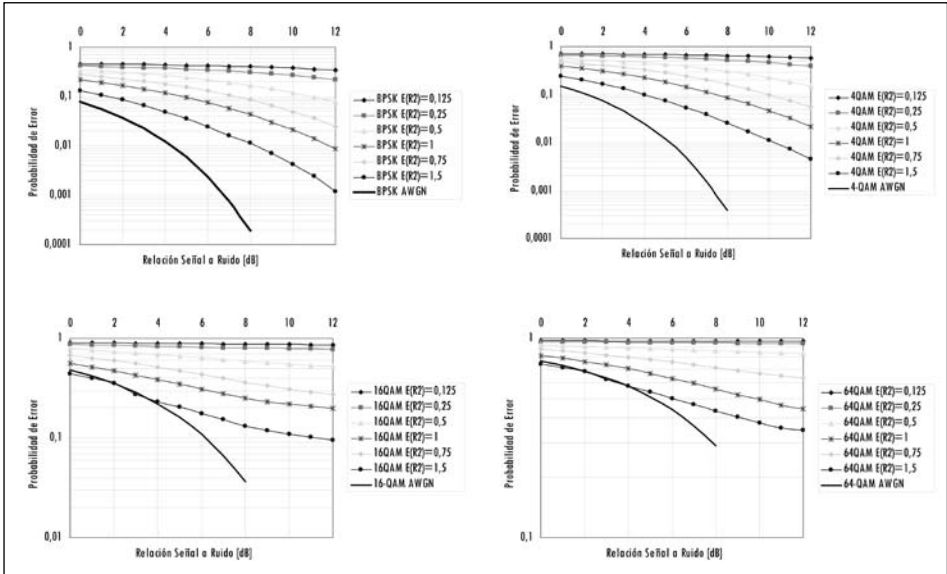 0 2 4 6 8 10 12
1
0,1
0,01
0,001
0,0001
Probabilidad de Error
Relación Señal a Ruido [dB]
BPSK E(R2)=0,125
BPSK E(R2)=0,25
BPSK E(R2)=0,5
BPSK E(R2)=1
BPSK E(R2)=0,75
BPSK E(R2)=1,5
BPSK AWGN
0 2 4 6 8 10 12
1
0,1
0,01
0,001
0,0001
Probabilidad de Error
Relación Señal a Ruido [dB]
4QAM E(R2)=0,125
4QAM E(R2)=0,25
4QAM E(R2)=0,5
4QAM E(R2)=1
4QAM E(R2)=0,75
4QAM E(R2)=1,5
4-QAM AWGN
0 2 4 6 8 10 12
1
0,1
0,01
Probabilidad de Error
Relación Señal a Ruido [dB]
16QAM E(R2)=0,125
16QAM E(R2)=0,25
16QAM E(R2)=0,5
16QAM E(R2)=1
16QAM E(R2)=0,75
16QAM E(R2)=1,5
16-QAM AWGN
0 2 4 6 8 10 12
1
0,1
Probabilidad de Error
Relación Señal a Ruido [dB]
64QAM E(R2)=0,125
64QAM E(R2)=0,25
64QAM E(R2)=0,5
64QAM E(R2)=1
64QAM E(R2)=0,75
64QAM E(R2)=1,5
64-QAM AWGN